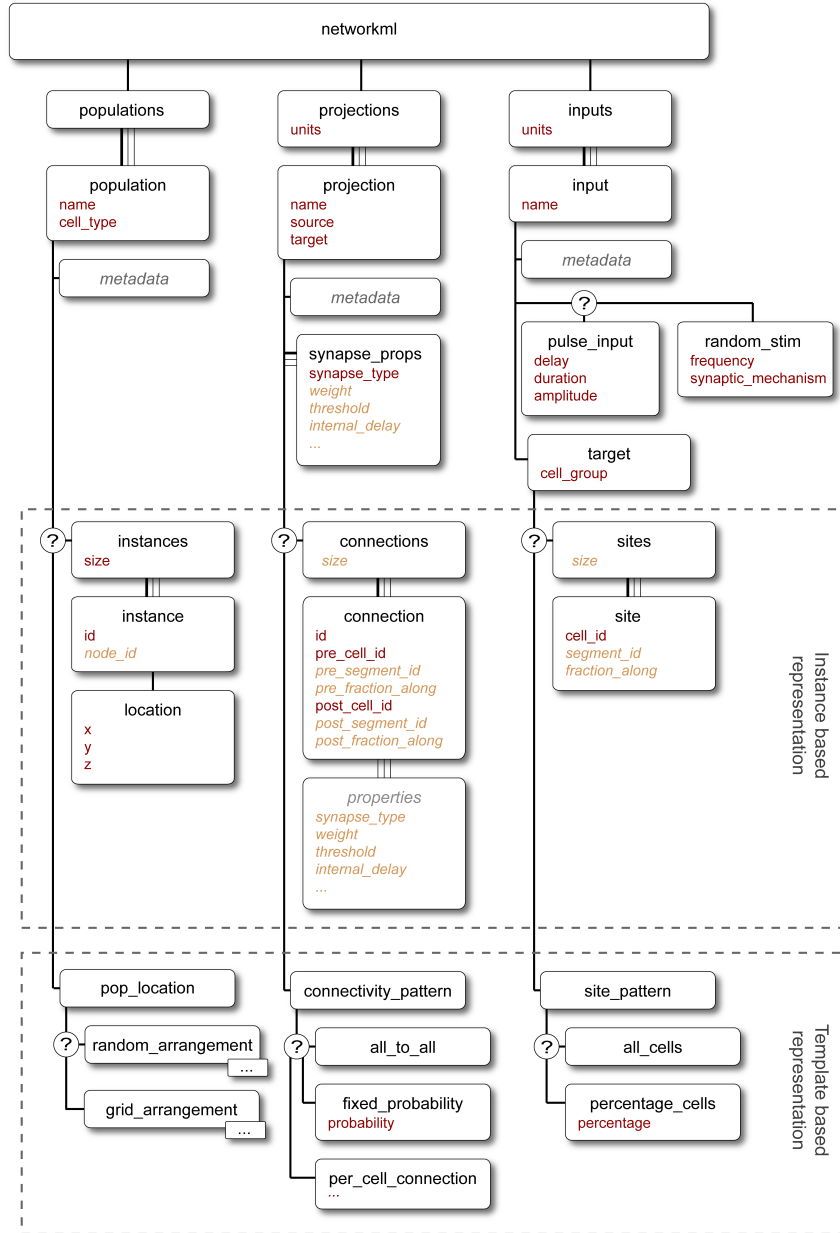 networkml
populations
projections
units
inputs
units
population
name
cell_type
projection
name
source
target
input
name
metadata
metadata
metadata
?
pulse_input
delay
duration
amplitude
random_stim
frequency
synaptic_mechanism
synapse_props
synapse_type
weight
threshold
internal_delay
...
target
cell_group
?
instances
size
?
connections
size
?
sites
size
instance
id
node_id
connection
id
pre_cell_id
pre_segment_id
pre_fraction_along
post_cell_id
post_segment_id
post_fraction_along
site
cell_id
segment_id
fraction_along
location
x
y
z
properties
synapse_type
weight
threshold
internal_delay
...
Instance based
representation
pop_location
?
random_arrangement
...
grid_arrangement
...
connectivity_pattern
?
all_to_all
fixed_probability
probability
per_cell_connection
...
site_pattern
?
all_cells
percentage_cells
percentage
Template based
representation